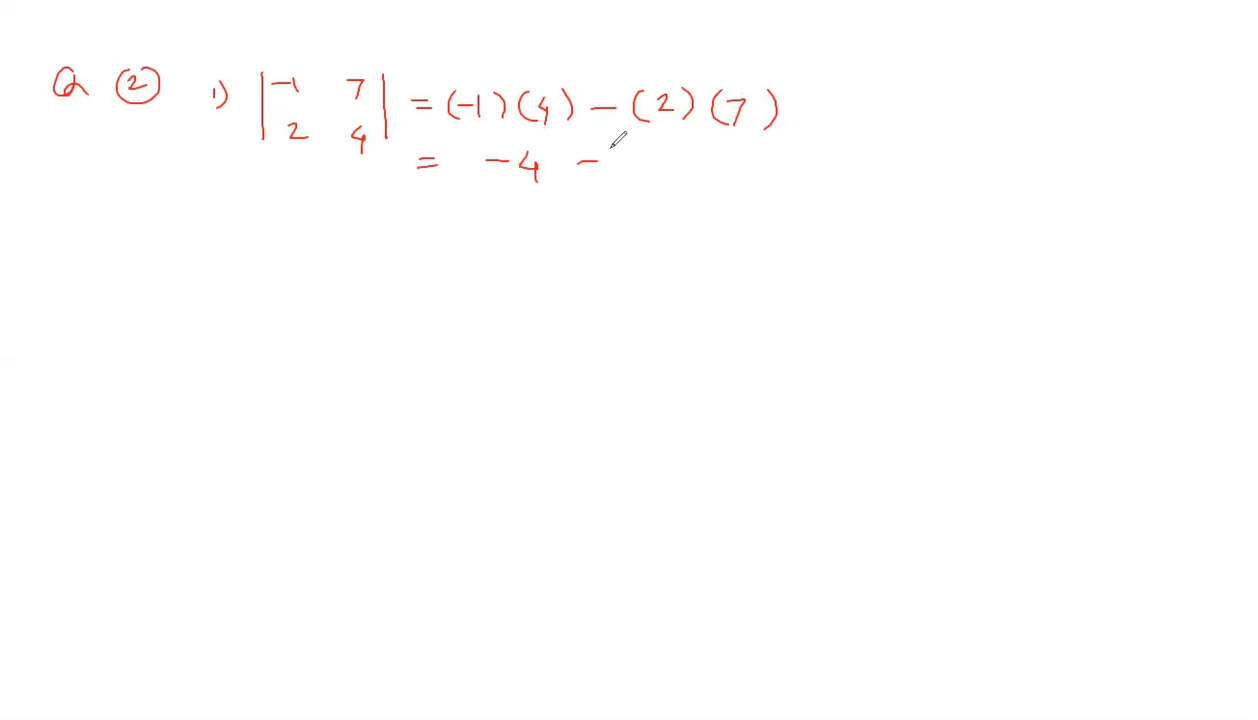 Q ② 1) |-1 7| = (-1)(4) - (2)(7)
|2 4|
= -4 -